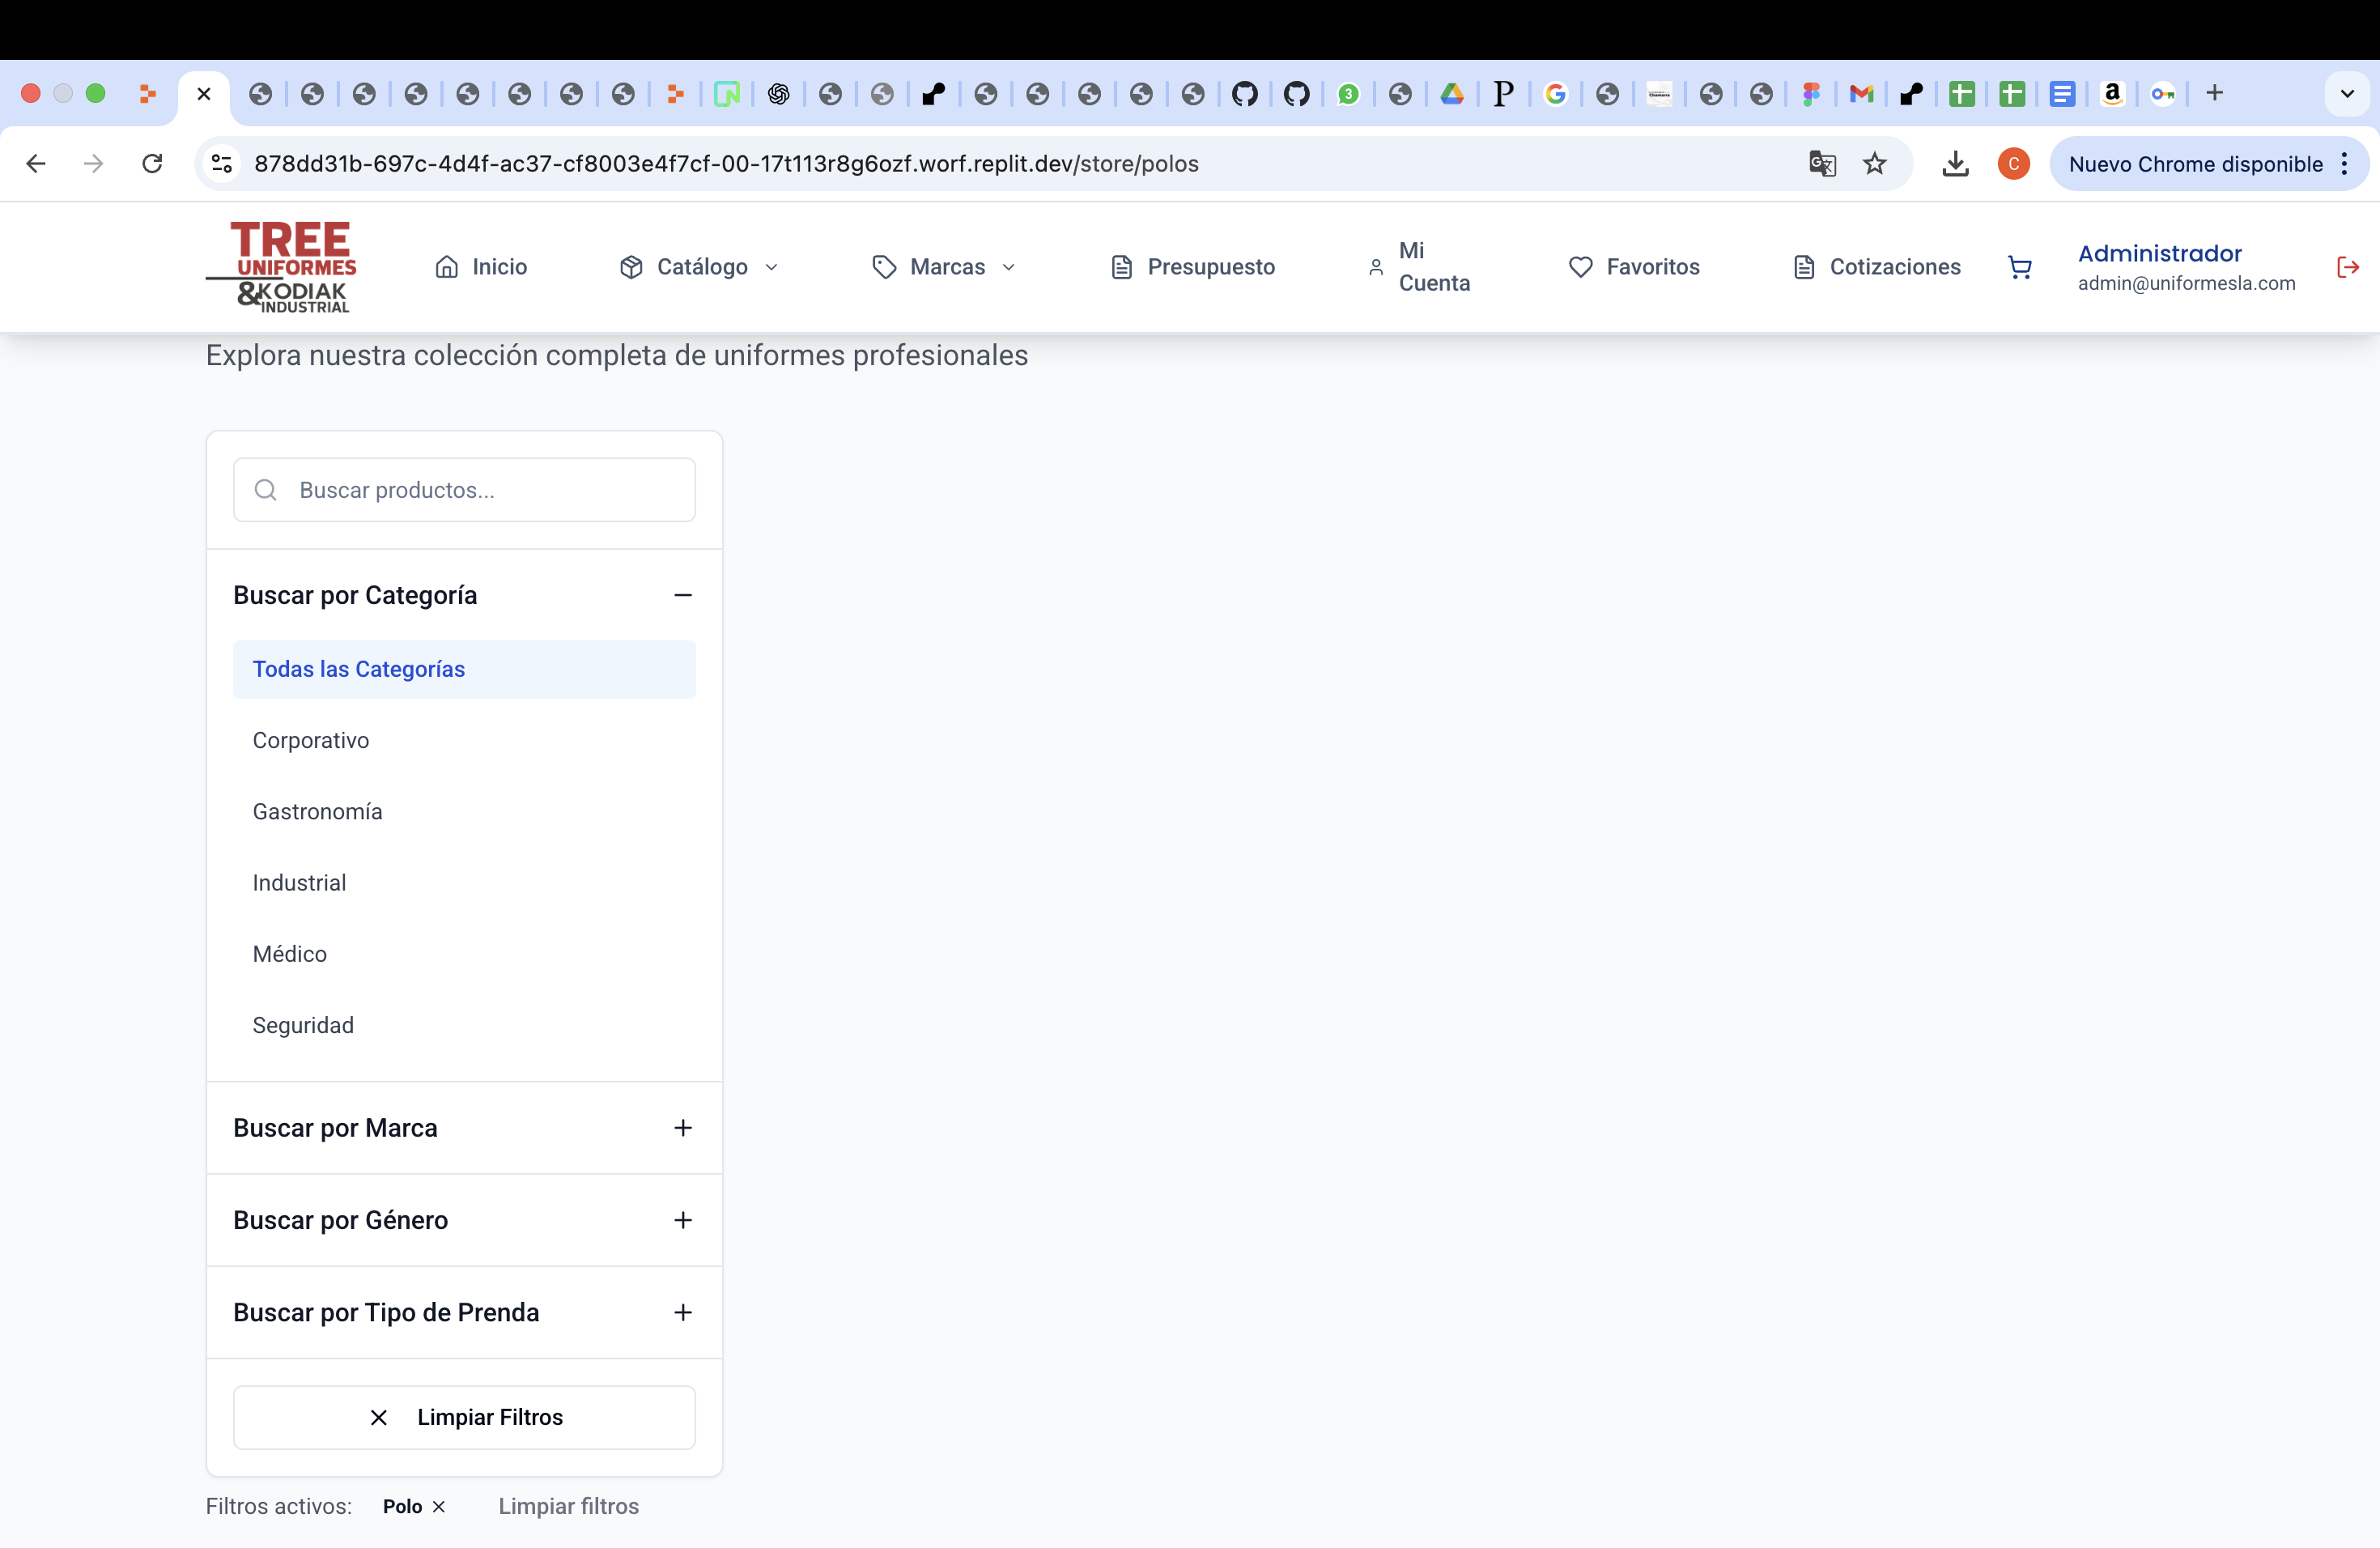 3
P
a
878dd31b-697c-4d4f-ac37-cf8003e4f7cf-00-17t113r8g6ozf.worf.replit.dev/store/polos
C
Nuevo Chrome disponible
TREE
UNIFORMES
&KODIAK
INDUSTRIAL
Inicio
Catálogo
Marcas
Presupuesto
Mi
Cuenta
Favoritos
Cotizaciones
Administrador
admin@uniformesla.com
Explora nuestra colección completa de uniformes profesionales
Buscar productos...
Buscar por Categoría
Todas las Categorías
Corporativo
Gastronomía
Industrial
Médico
Seguridad
Buscar por Marca
Buscar por Género
Buscar por Tipo de Prenda
Limpiar Filtros
Filtros activos: Polo Limpiar filtros